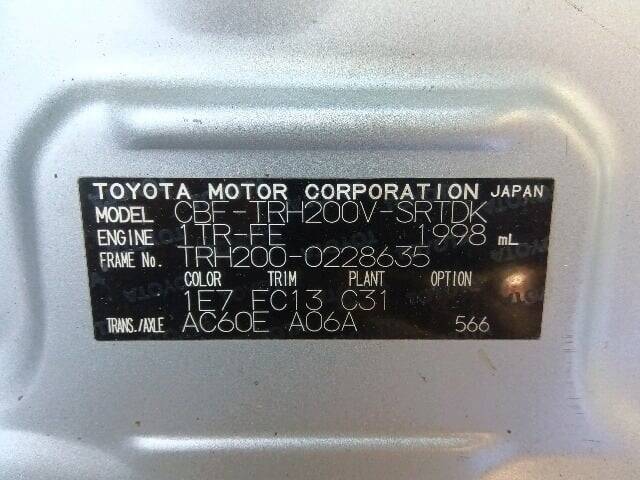 TOYOTA MOTOR CORPORATION JAPAN
MODEL CBF-TRH200V-SRTDK
ENGINE 1TR-FE 1998 mL
FRAME No. TRH200-0228635
COLOR TRIM PLANT OPTION
1E7 FC13 C31
TRANS./AXLE AC60E A06A 566